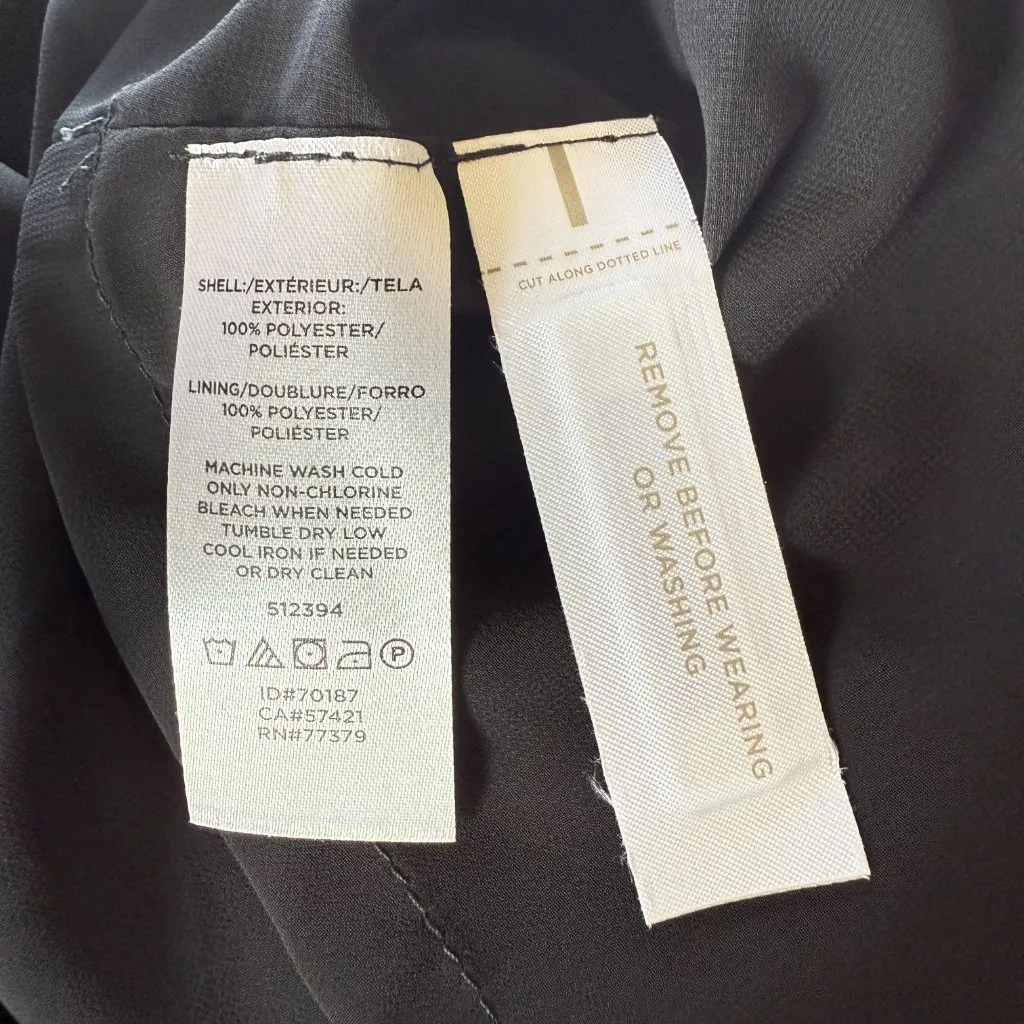 SHELL:/EXTÉRIEUR:/TELA
EXTERIOR:
100% POLYESTER/
POLIÉSTER
LINING/DOUBLURE/FORRO
100% POLYESTER/
POLIÉSTER
MACHINE WASH COLD
ONLY NON-CHLORINE
BLEACH WHEN NEEDED
TUMBLE DRY LOW
COOL IRON IF NEEDED
OR DRY CLEAN
512394
P
ID#70187
CA#57421
RN#77379
CUT ALONG DOTTED LINE
REMOVE BEFORE WEARING
OR WASHING